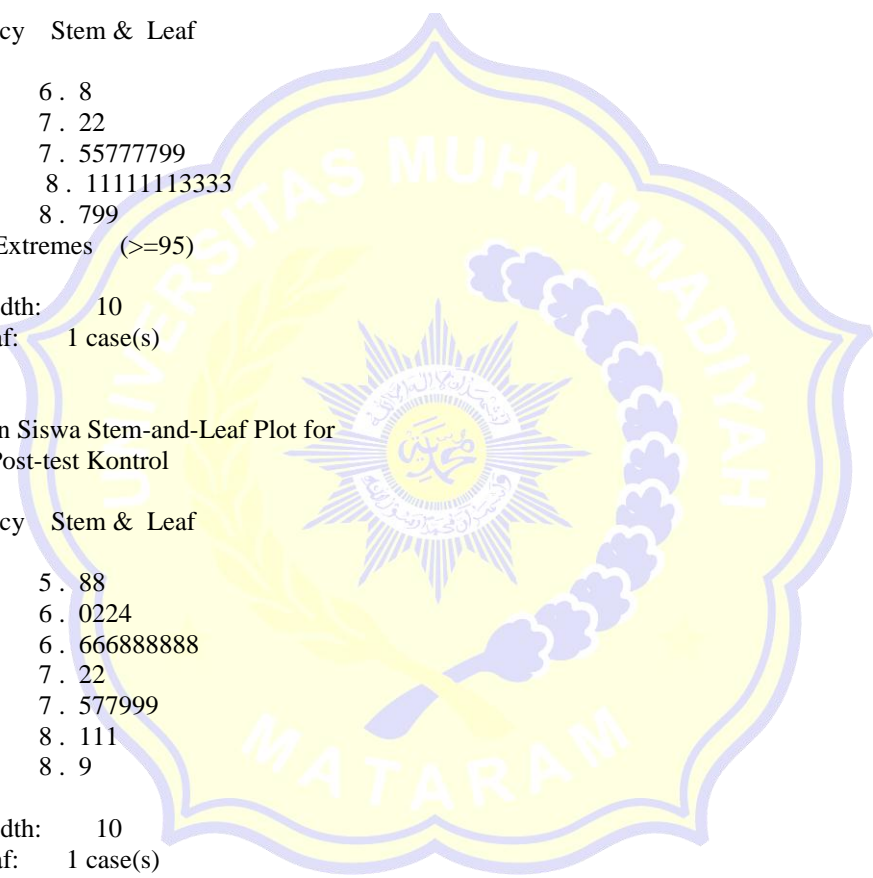 cy Stem & Leaf
6 . 8
7 . 22
7 . 55777799
8 . 11111113333
8 . 799
Extremes (>=95)
dth: 10
af: 1 case(s)
n Siswa Stem-and-Leaf Plot for
Post-test Kontrol
cy Stem & Leaf
5 . 88
6 . 0224
6 . 666888888
7 . 22
7 . 577999
8 . 111
8 . 9
dth: 10
af: 1 case(s)
UNIVERSITAS MUHAMMADIYAH
MATARAM